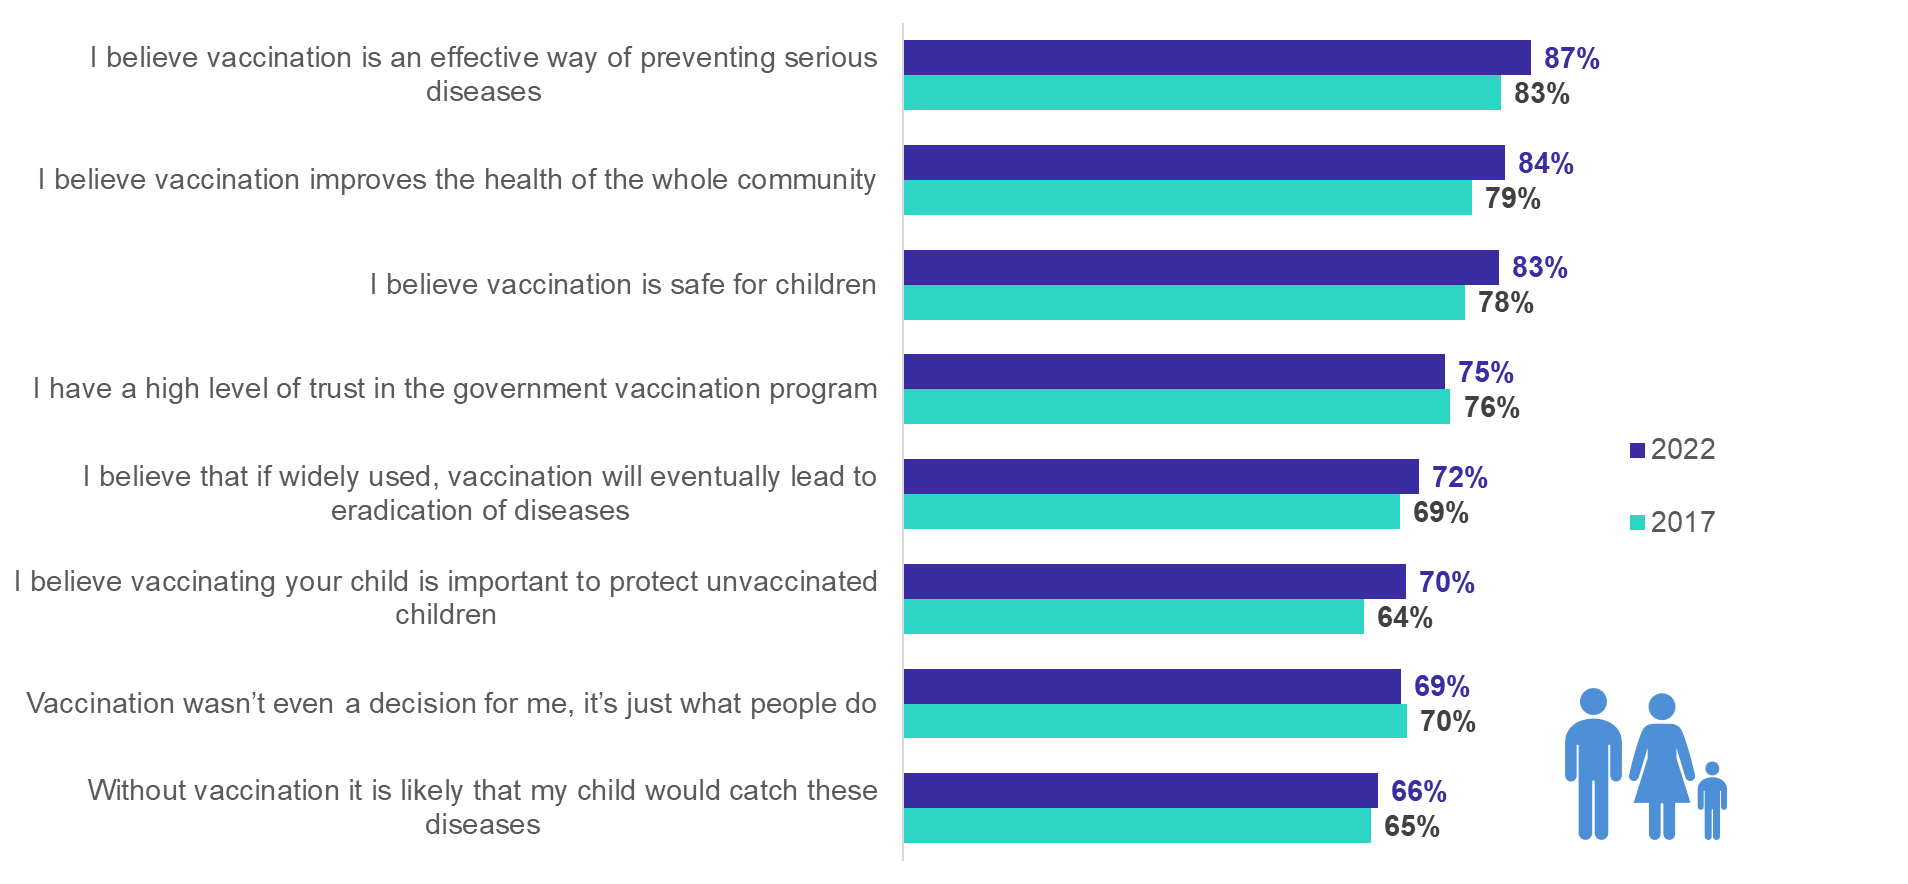 I believe vaccination is an effective way of preventing serious
diseases
87%
83%
I believe vaccination improves the health of the whole community
84%
79%
I believe vaccination is safe for children
83%
78%
I have a high level of trust in the government vaccination program
75%
76%
I believe that if widely used, vaccination will eventually lead to
eradication of diseases
72%
69%
I believe vaccinating your child is important to protect unvaccinated
children
70%
64%
Vaccination wasn’t even a decision for me, it’s just what people do
69%
70%
Without vaccination it is likely that my child would catch these
diseases
66%
65%
2022
2017